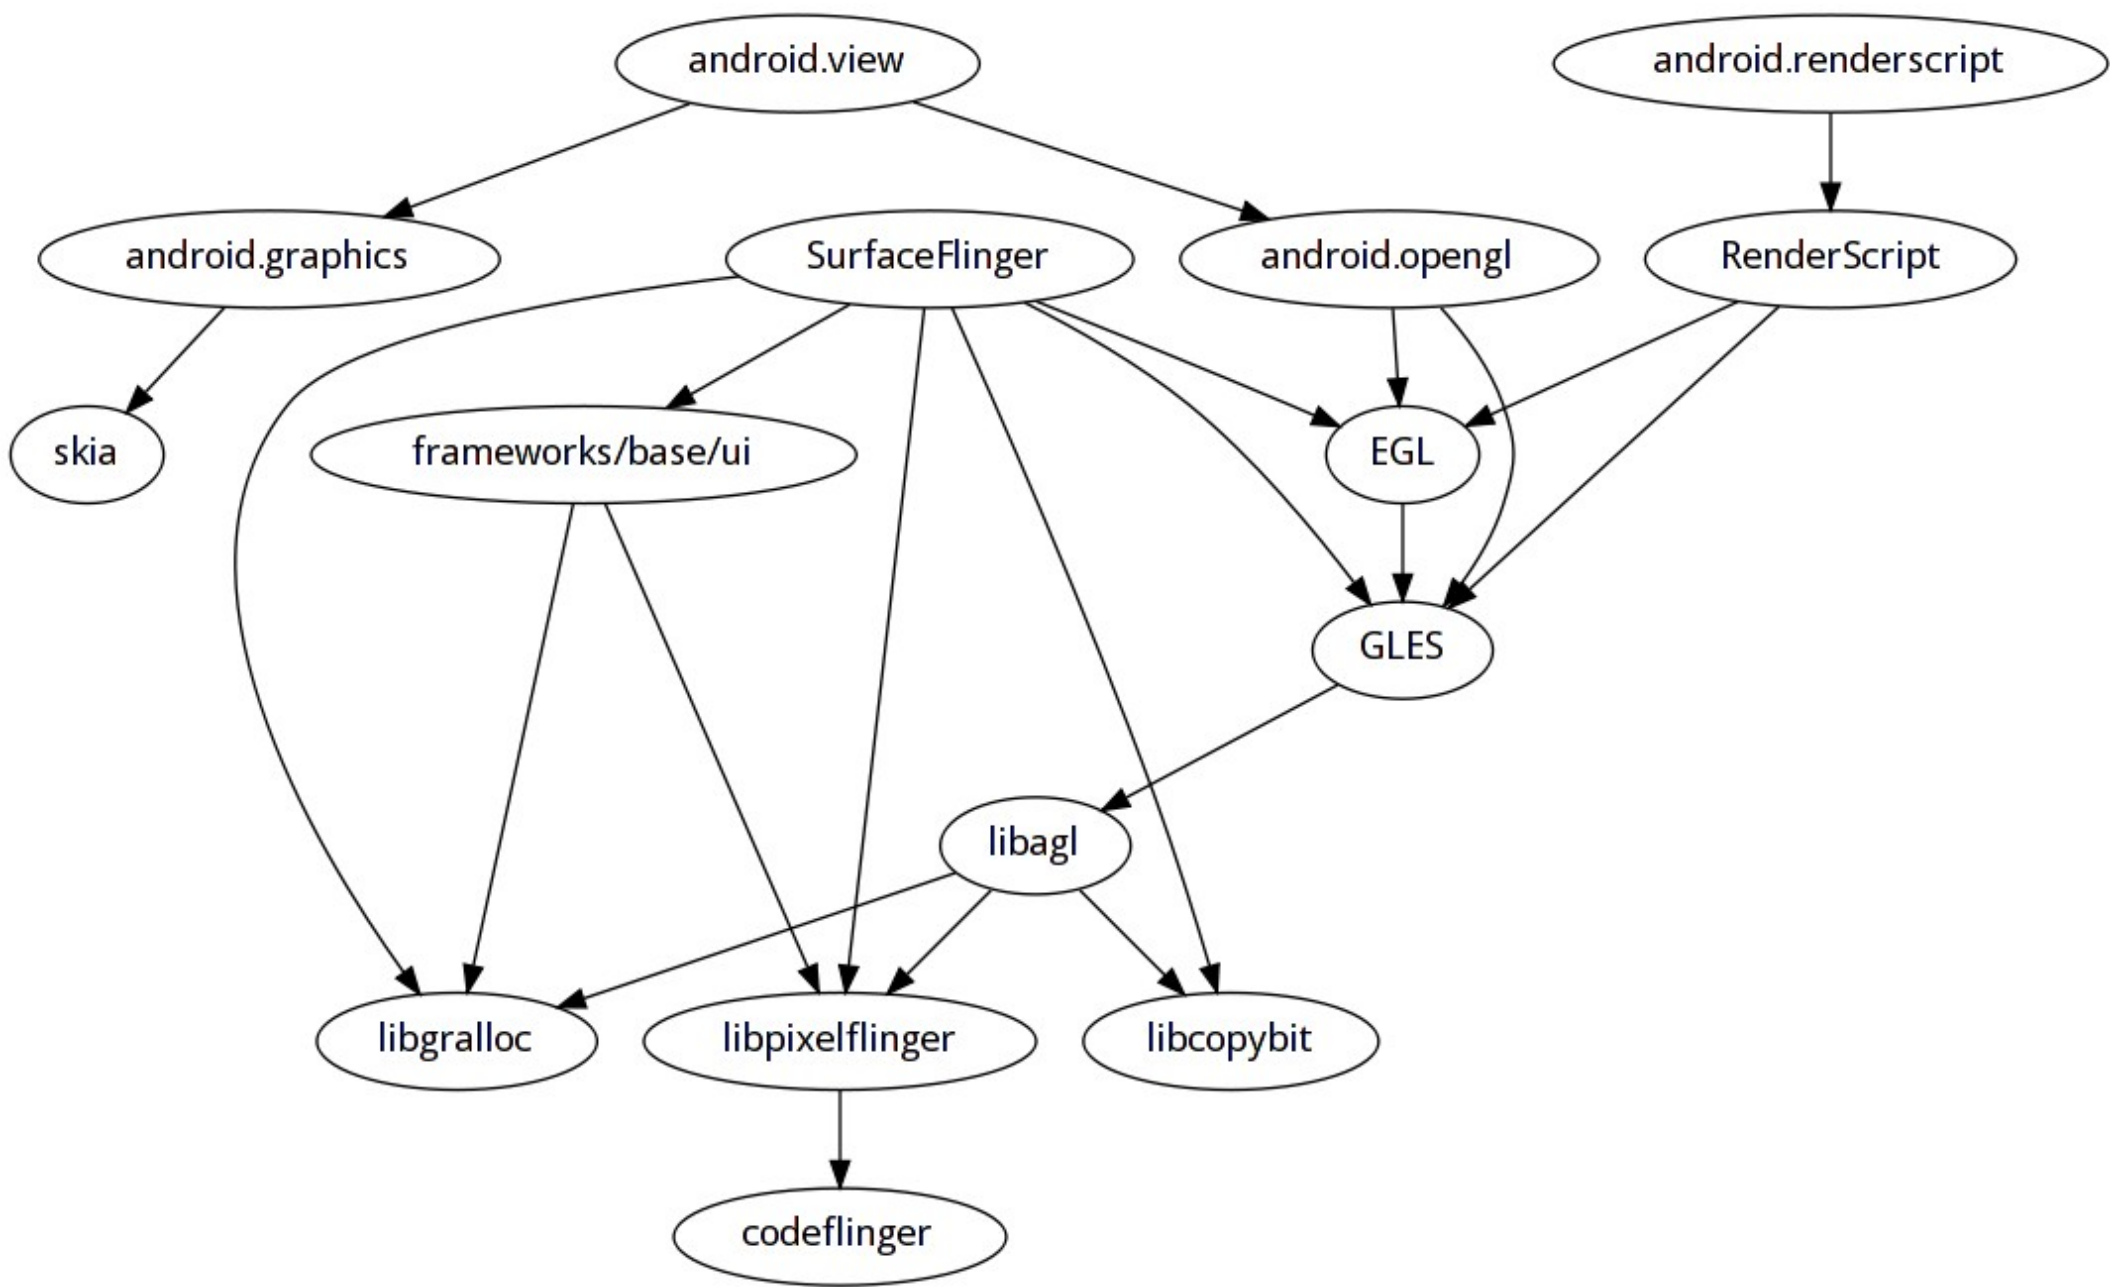 android.view
android.renderscript
android.graphics
SurfaceFlinger
android.opengl
RenderScript
skia
frameworks/base/ui
EGL
GLES
libagl
libgralloc
libpixelflinger
libcopybit
codeflinger